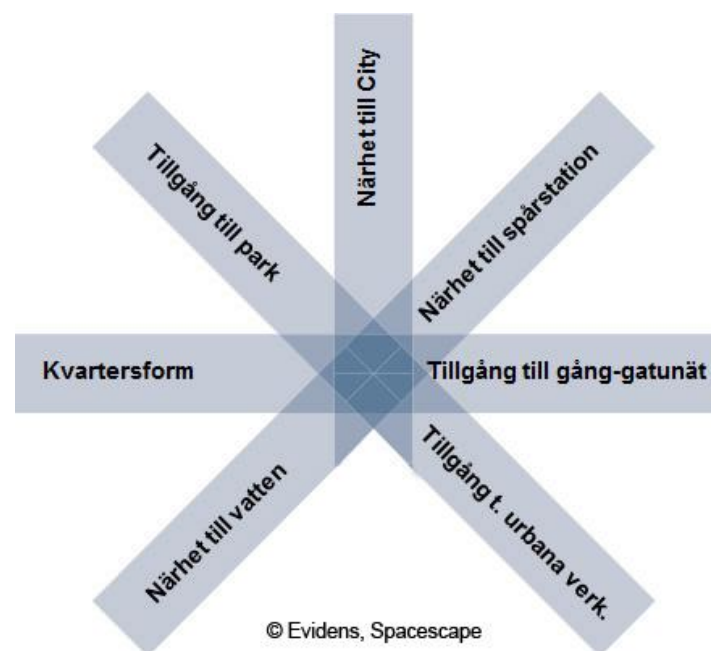 Närhet till City
Tillgång till park
Närhet till spårstation
Kvartersform
Tillgång till gång-gatunät
Närhet till vatten
Tillgång t. urbana verk.
© Evidens, Spacescape